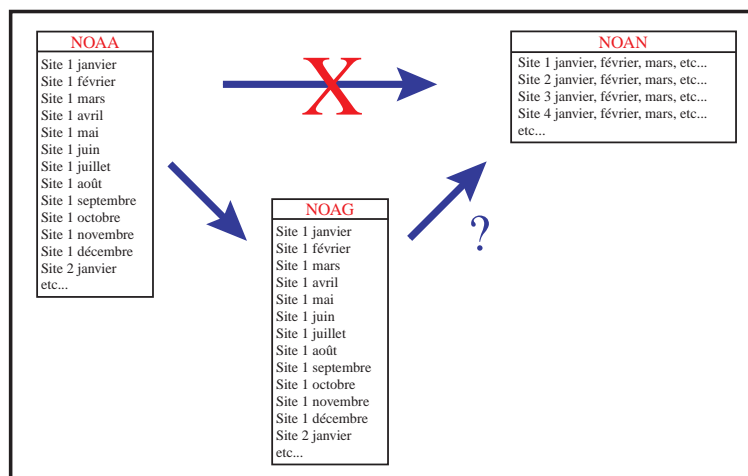 NOAA
Site 1 janvier
Site 1 février
Site 1 mars
Site 1 avril
Site 1 mai
Site 1 juin
Site 1 juillet
Site 1 août
Site 1 septembre
Site 1 octobre
Site 1 novembre
Site 1 décembre
Site 2 janvier
etc...
X
NOAN
Site 1 janvier, février, mars, etc...
Site 2 janvier, février, mars, etc...
Site 3 janvier, février, mars, etc...
Site 4 janvier, février, mars, etc...
etc...
NOAG
Site 1 janvier
Site 1 février
Site 1 mars
Site 1 avril
Site 1 mai
Site 1 juin
Site 1 juillet
Site 1 août
Site 1 septembre
Site 1 octobre
Site 1 novembre
Site 1 décembre
Site 2 janvier
etc...
?